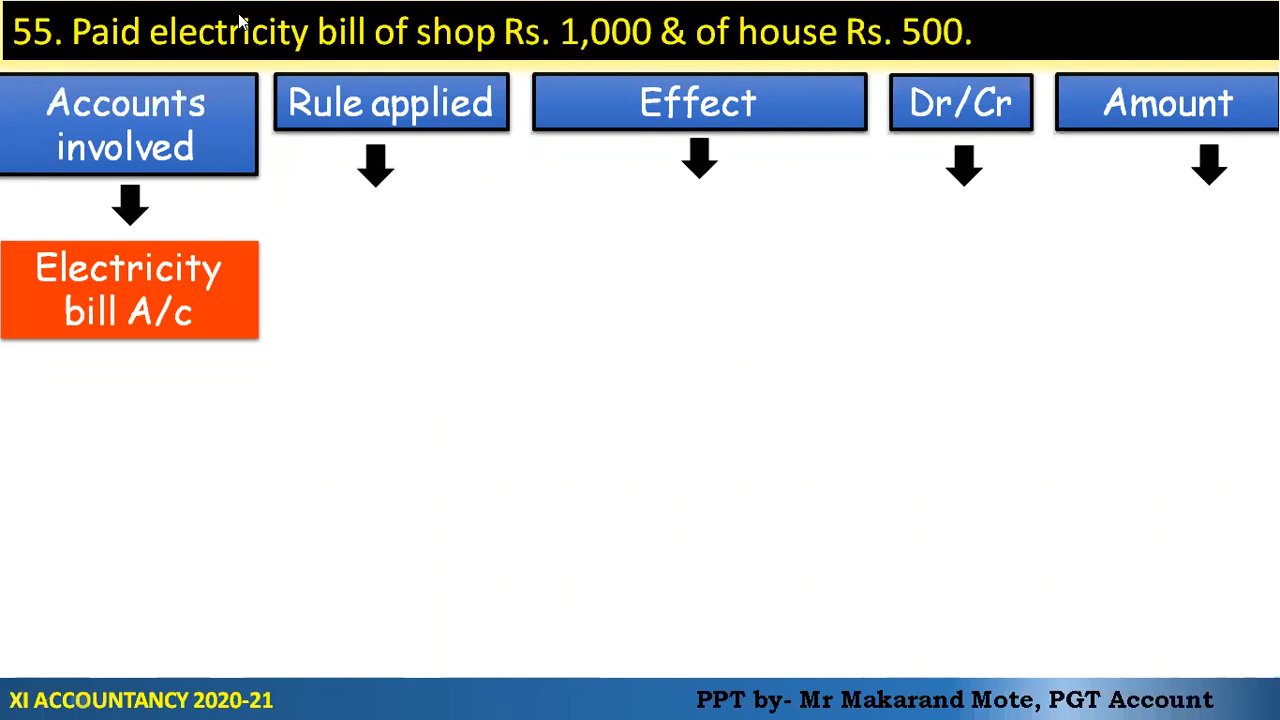 55. Paid electricity bill of shop Rs. 1,000 & of house Rs. 500.
Accounts
involved
Rule applied
Effect
Dr/Cr
Amount
Electricity
bill A/c
XI ACCOUNTANCY 2020-21
PPT by- Mr Makarand Mote, PGT Account